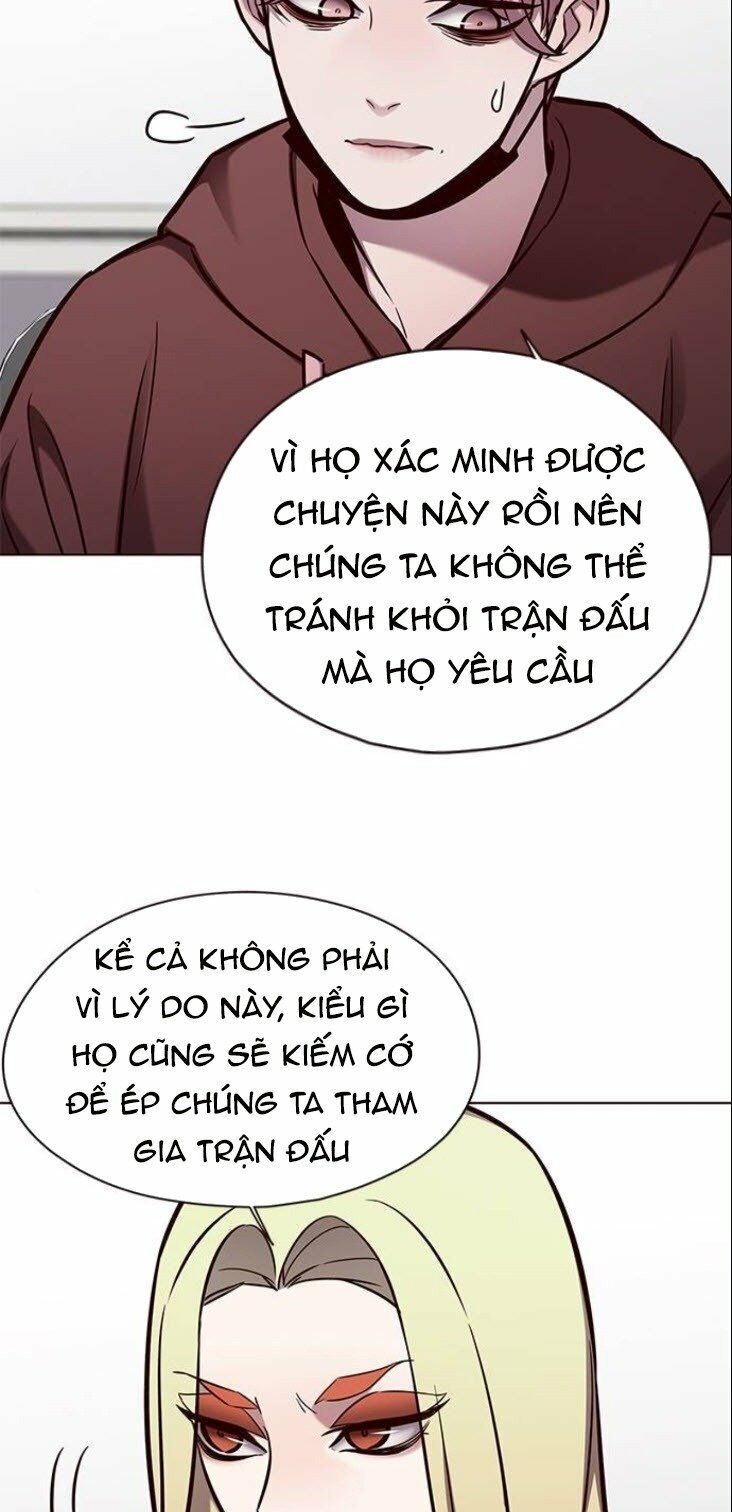 VÌ HỌ XÁC MINH ĐƯỢC
CHUYỆN NÀY RỒI NÊN
CHÚNG TA KHÔNG THỂ
TRÁNH KHỎI TRẬN ĐẤU
MÀ HỌ YÊU CẦU
KỂ CẢ KHÔNG PHẢI
VÌ LÝ DO NÀY, KIỂU GÌ
HỌ CŨNG SẼ KIẾM CỚ
ĐỂ ÉP CHÚNG TA THAM
GIA TRẬN ĐẤU